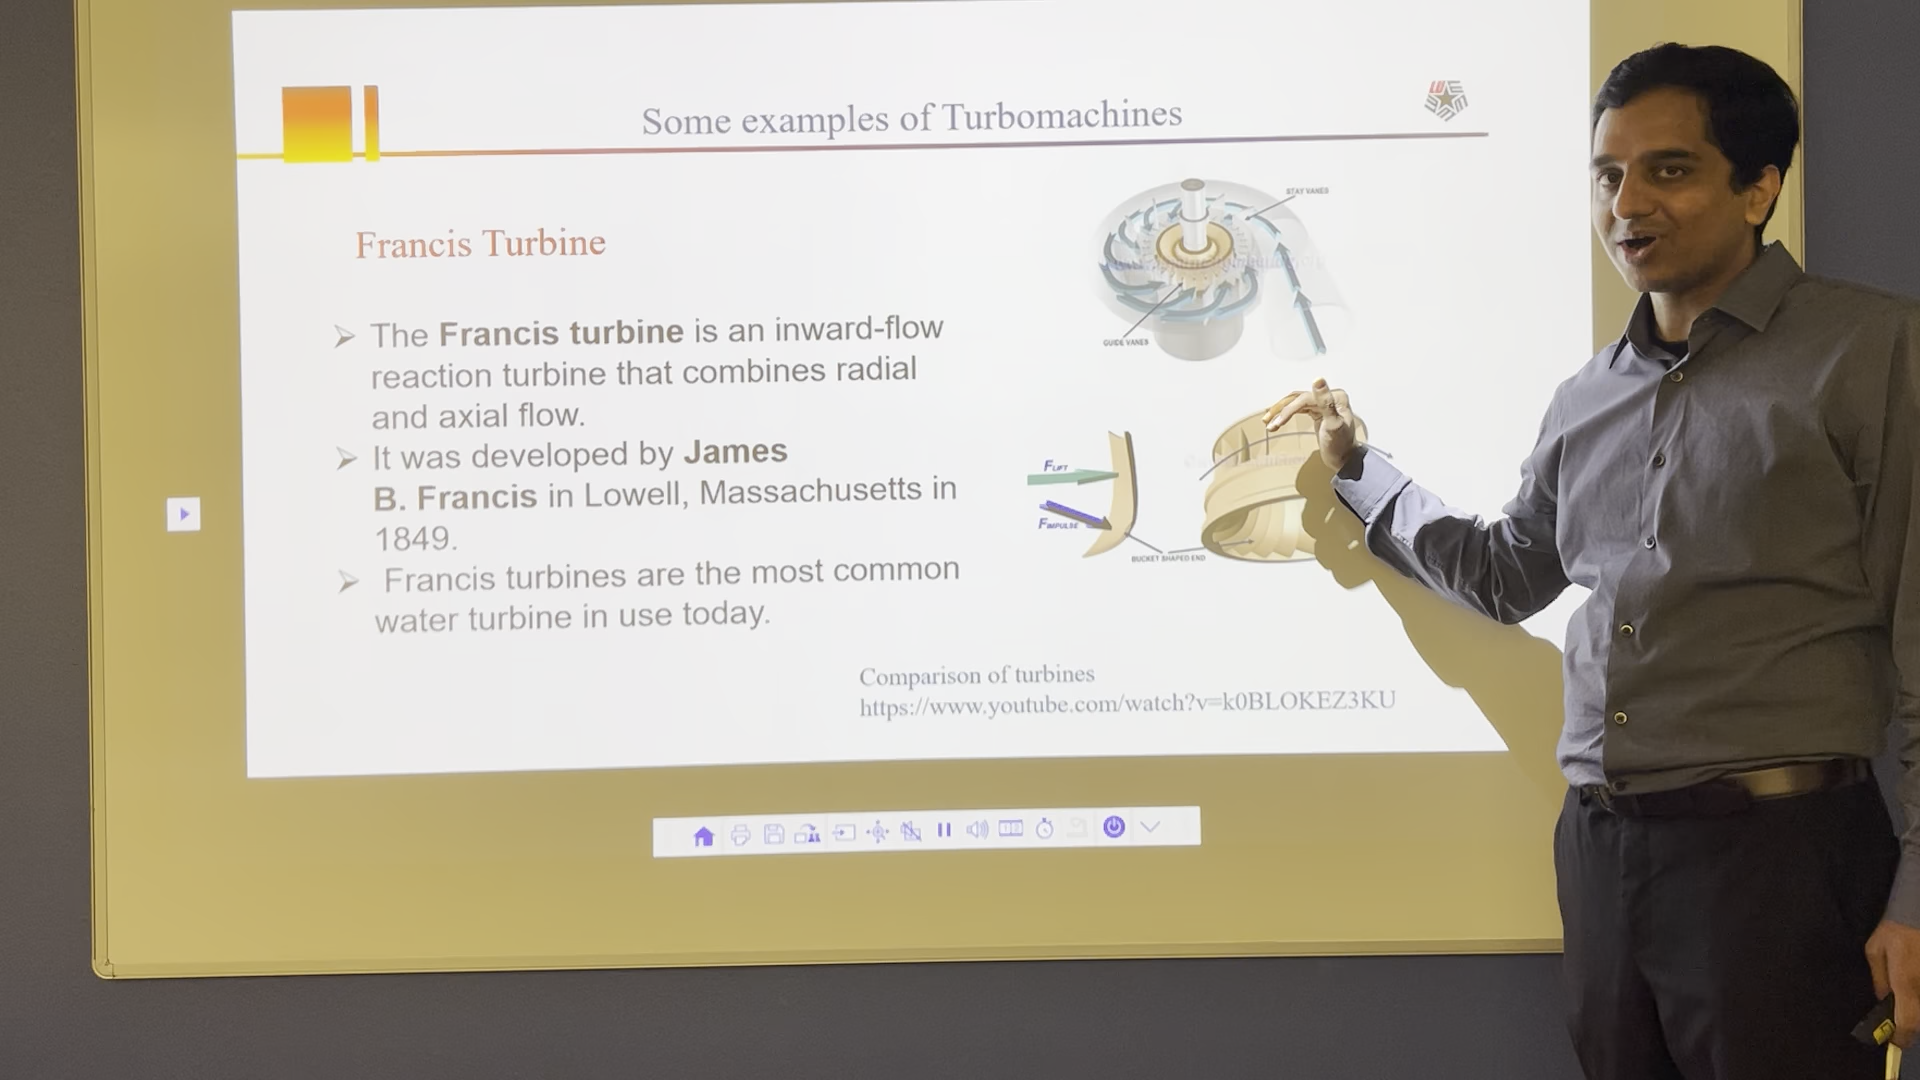 Some examples of Turbomachines
Francis Turbine
STAY VANES
GUIDE VANES
➢ The Francis turbine is an inward-flow
reaction turbine that combines radial
and axial flow.
➢ It was developed by James
B. Francis in Lowell, Massachusetts in
1849.
➢ Francis turbines are the most common
water turbine in use today.
FLIFT
FIMPULSE
BUCKET SHAPED END
Comparison of turbines
https://www.youtube.com/watch?v=k0BLOKEZ3KU